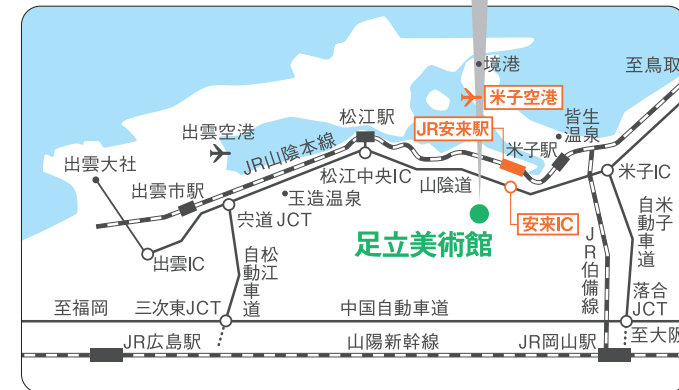 境港
至鳥取
米子空港
皆生
温泉
松江駅
JR安来駅
出雲空港
米子駅
JR山陰本線
出雲大社
松江中央IC
山陰道
米子IC
出雲市駅
玉造温泉
宍道JCT
安来IC
足立美術館
米子
自動車道
JR伯備線
出雲IC
松江
自動車道
落合
JCT
至福岡
三次東JCT
中国自動車道
至大阪
JR広島駅
山陽新幹線
JR岡山駅